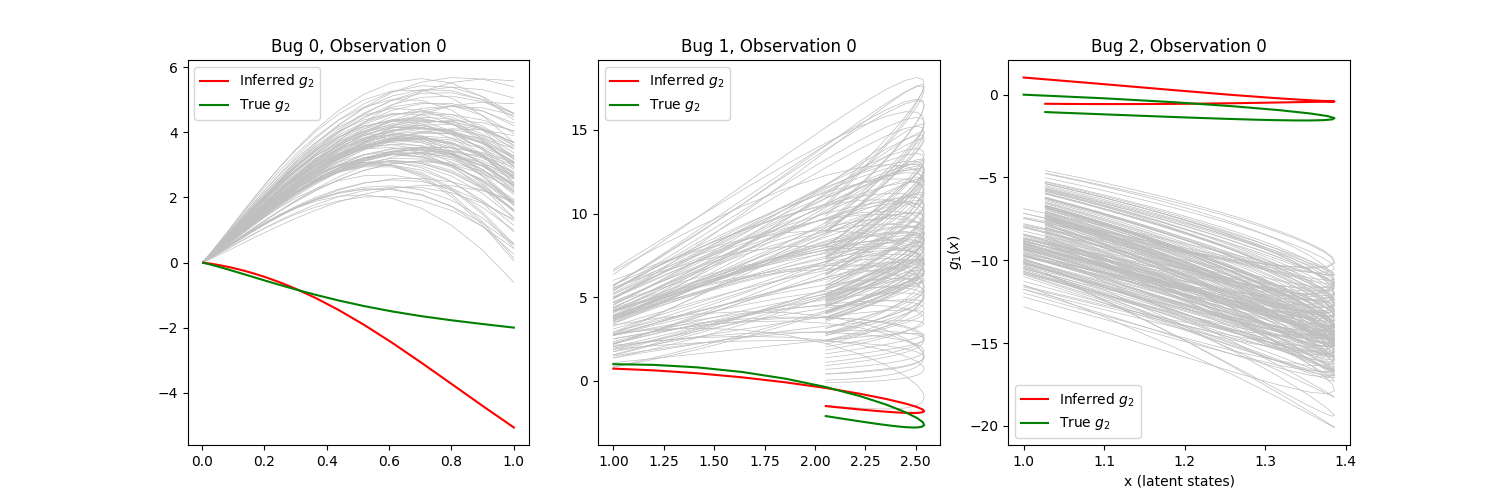 Bug 0, Observation 0
Inferred g₂
True g₂
6
4
2
0
−2
−4
0.0 0.2 0.4 0.6 0.8 1.0
Bug 1, Observation 0
Inferred g₂
True g₂
15
10
5
0
1.00 1.25 1.50 1.75 2.00 2.25 2.50
Bug 2, Observation 0
0
−5
−10
−15
−20
g₁(x)
Inferred g₂
True g₂
1.0 1.1 1.2 1.3 1.4
x (latent states)